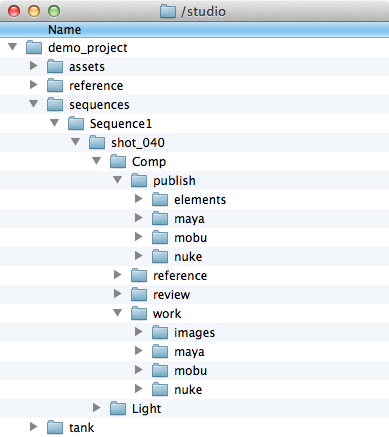 /studio
Name
demo_project
assets
reference
sequences
Sequence1
shot_040
Comp
publish
elements
maya
mobu
nuke
reference
review
work
images
maya
mobu
nuke
Light
tank